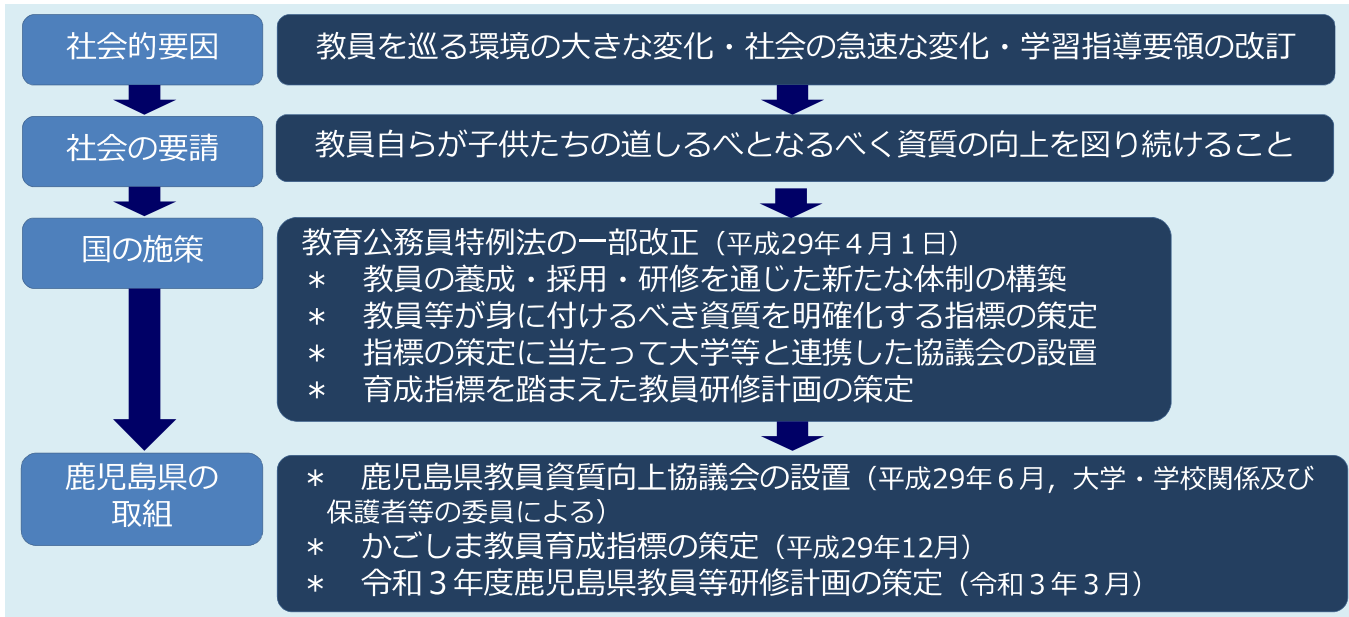 社会的要因
教員を巡る環境の大きな変化・社会の急速な変化・学習指導要領の改訂
社会の要請
教員自らが子供たちの道しるべとなるべく資質の向上を図り続けること
国の施策
教育公務員特例法の一部改正（平成29年４月１日）
＊　教員の養成・採用・研修を通じた新たな体制の構築
＊　教員等が身に付けるべき資質を明確化する指標の策定
＊　指標の策定に当たって大学等と連携した協議会の設置
＊　育成指標を踏まえた教員研修計画の策定
鹿児島県の
取組
＊　鹿児島県教員資質向上協議会の設置（平成29年６月，大学・学校関係及び
保護者等の委員による）
＊　かごしま教員育成指標の策定（平成29年12月）
＊　令和３年度鹿児島県教員等研修計画の策定（令和３年３月）